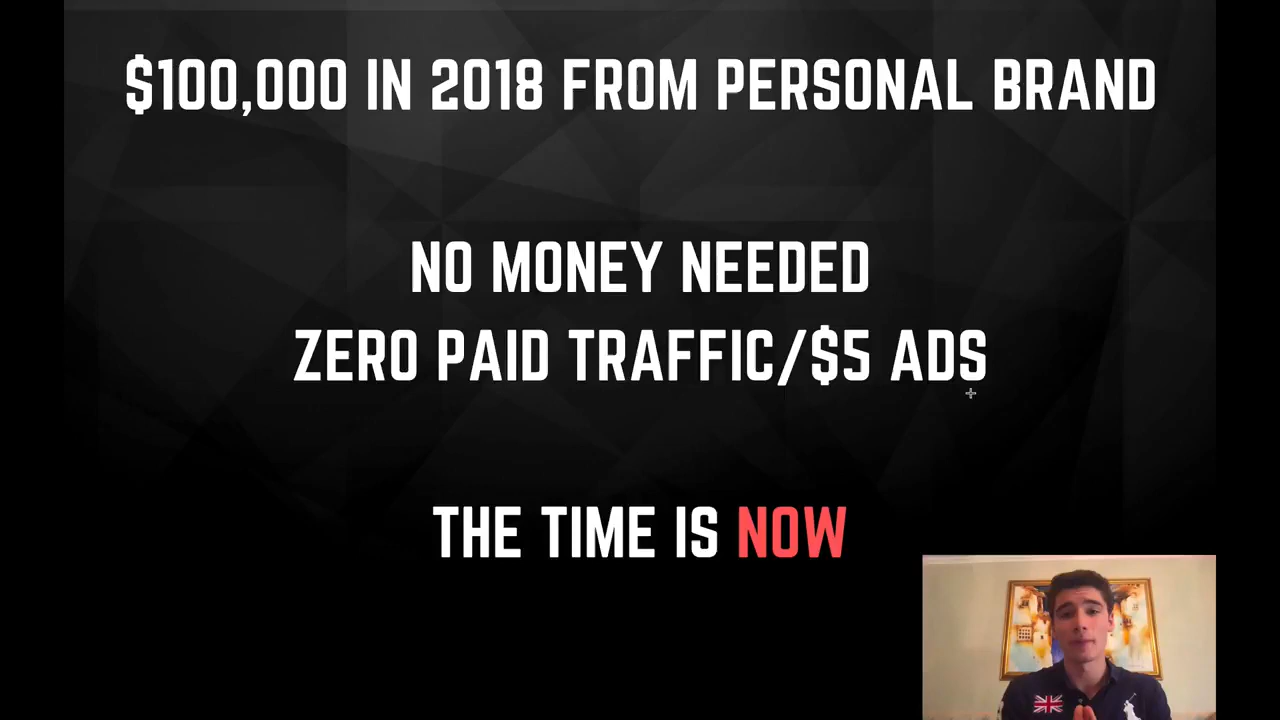 $100,000 IN 2018 FROM PERSONAL BRAND
NO MONEY NEEDED
ZERO PAID TRAFFIC/$5 ADS
THE TIME IS NOW